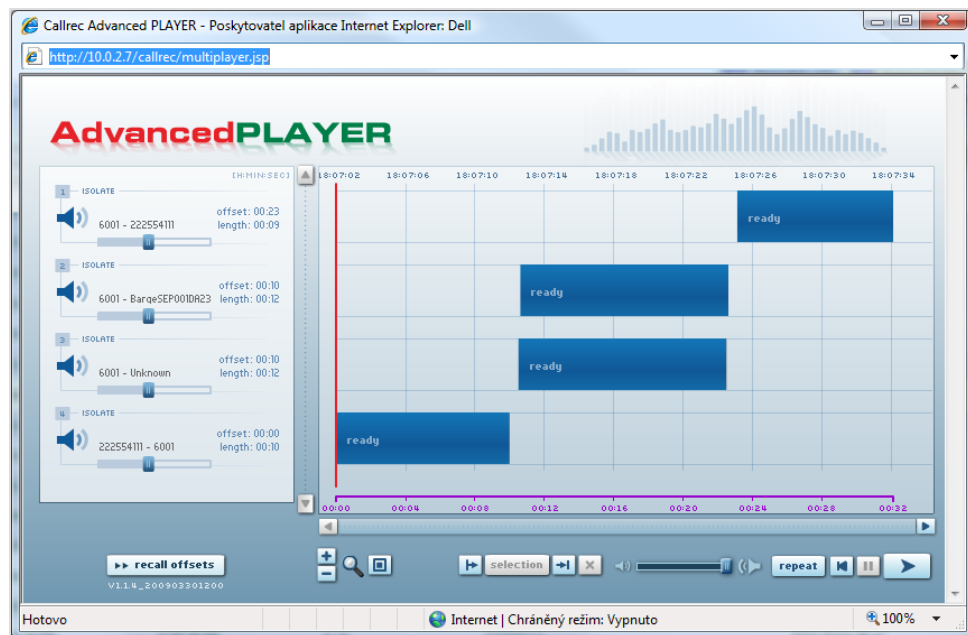 Callrec Advanced PLAYER - Poskytovatel aplikace Internet Explorer: Dell
http://10.0.2.7/callrec/multiplayer.jsp
AdvancedPLAYER
[H:MIN:SEC]
18:07:02 18:07:06 18:07:10 18:07:14 18:07:18 18:07:22 18:07:26 18:07:30 18:07:34
1 ISOLATE
6001 - 222554111
offset: 00:23
length: 00:09
ready
2 ISOLATE
6001 - BargeSEP001DA23
offset: 00:10
length: 00:12
ready
3 ISOLATE
6001 - Unknown
offset: 00:10
length: 00:12
ready
4 ISOLATE
222554111 - 6001
offset: 00:00
length: 00:10
ready
00:00 00:04 00:08 00:12 00:16 00:20 00:24 00:28 00:32
recall offsets
V1.1.4_200903301200
selection
repeat
Hotovo
Internet | Chráněný režim: Vypnuto
100%